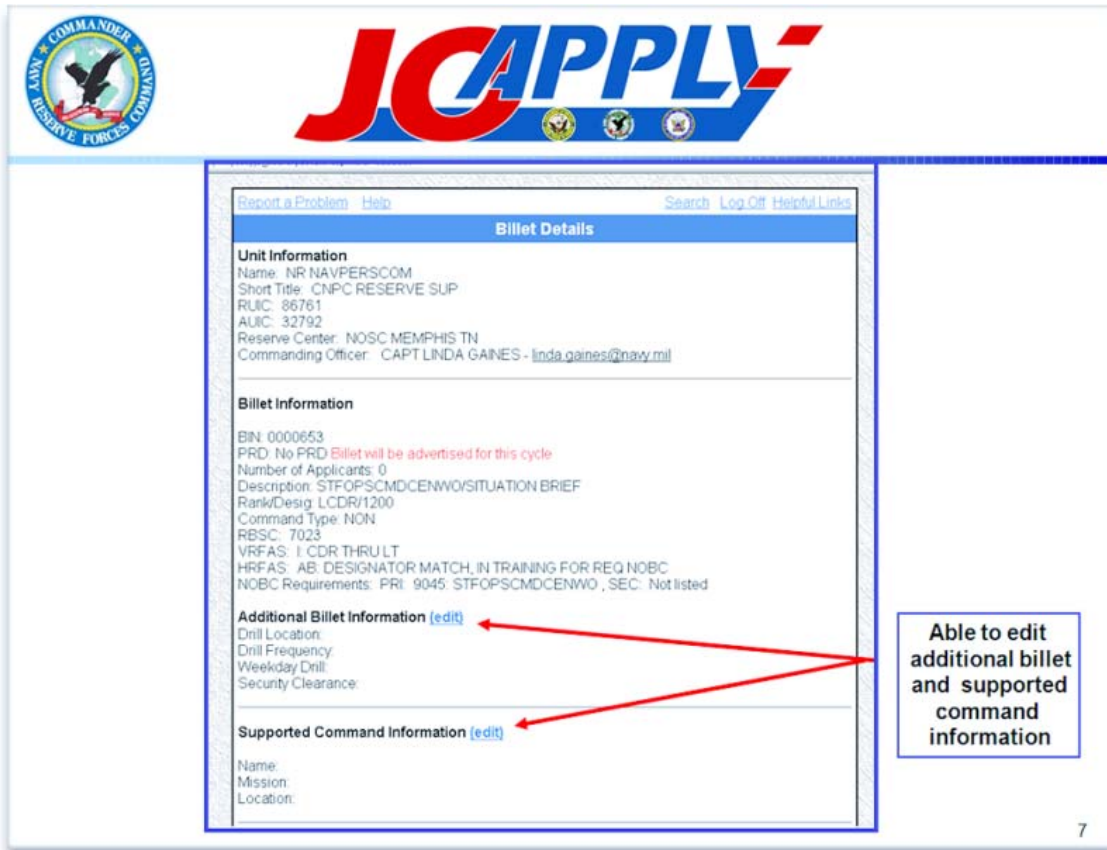 COMMANDER
NAVY RESERVE FORCES COMMAND
JOAPPLY
Report a Problem Help Search Log Off Helpful Links
Billet Details
Unit Information
Name: NR NAVPERSCOM
Short Title: CNPC RESERVE SUP
RUIC: 86761
AUIC: 32792
Reserve Center: NOSC MEMPHIS TN
Commanding Officer: CAPT LINDA GAINES - linda.gaines@navy.mil
Billet Information
BIN: 0000653
PRD: No PRD Billet will be advertised for this cycle
Number of Applicants: 0
Description: STFOPSCMDCENWO/SITUATION BRIEF
Rank/Desig: LCDR/1200
Command Type: NON
RBSC: 7023
VRFAS: I: CDR THRU LT
HRFAS: AB: DESIGNATOR MATCH, IN TRAINING FOR REQ NOBC
NOBC Requirements: PRI: 9045: STFOPSCMDCENWO , SEC: Not listed
Additional Billet Information (edit)
Drill Location:
Drill Frequency:
Weekday Drill:
Security Clearance:
Supported Command Information (edit)
Name:
Mission:
Location:
Able to edit
additional billet
and supported
command
information
7